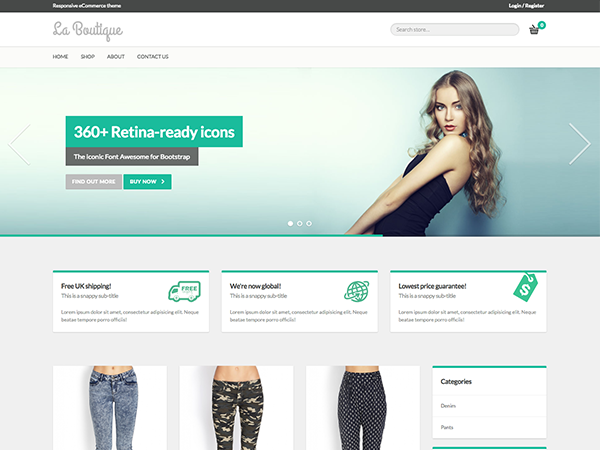 Responsive eCommerce theme
Login / Register
La Boutique
Search store...
0
HOME
SHOP
ABOUT
CONTACT US
360+ Retina-ready icons
The iconic Font Awesome for Bootstrap
FIND OUT MORE
BUY NOW
Free UK shipping!
This is a snappy sub-title
Lorem ipsum dolor sit amet, consectetur adipisicing elit. Neque
beatae tempore porro officiis!
FREE
We're now global!
This is a snappy sub-title
Lorem ipsum dolor sit amet, consectetur adipisicing elit. Neque
beatae tempore porro officiis!
Lowest price guarantee!
This is a snappy sub-title
Lorem ipsum dolor sit amet, consectetur adipisicing elit. Neque
beatae tempore porro officiis!
$
Categories
Denim
Pants